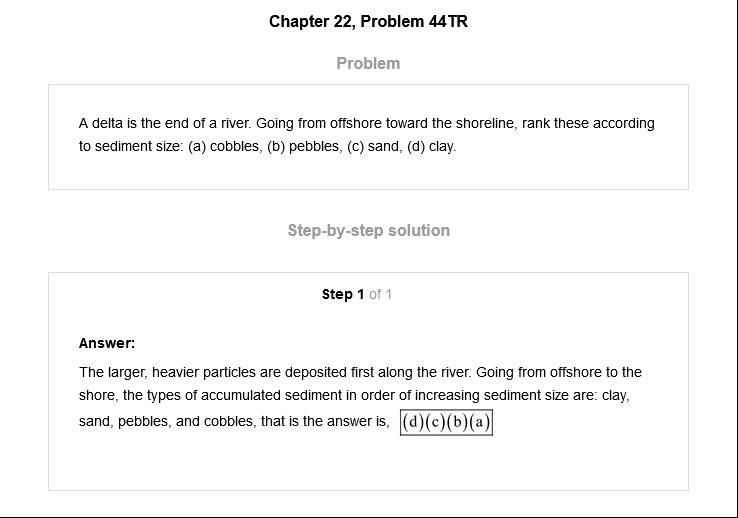 Chapter 22, Problem 44TR
Problem
A delta is the end of a river. Going from offshore toward the shoreline, rank these according
to sediment size: (a) cobbles, (b) pebbles, (c) sand, (d) clay.
Step-by-step solution
Step 1 of 1
Answer:
The larger, heavier particles are deposited first along the river. Going from offshore to the
shore, the types of accumulated sediment in order of increasing sediment size are: clay,
sand, pebbles, and cobbles, that is the answer is, (d)(c)(b)(a)